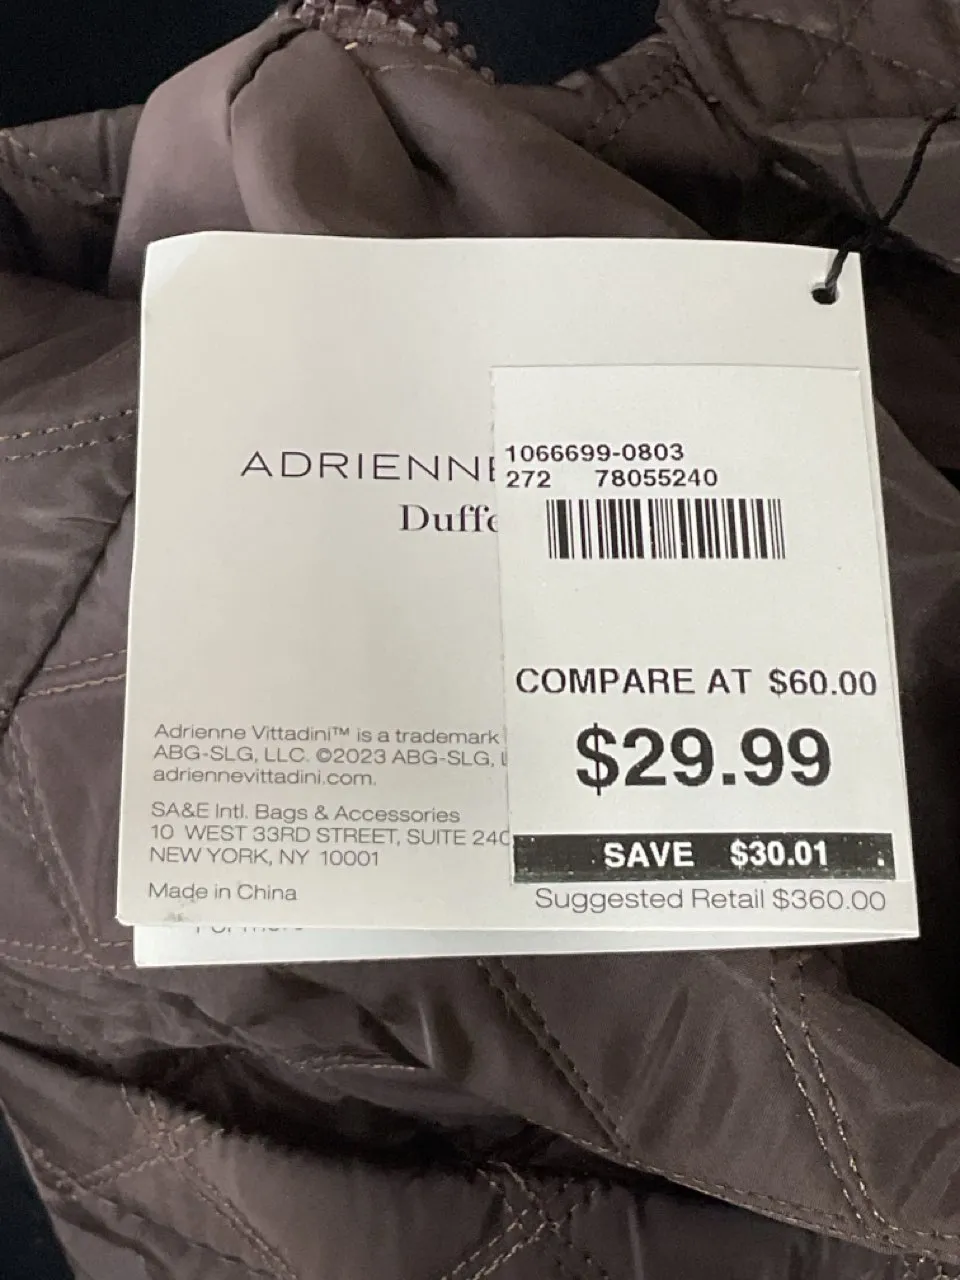 ADRIENN
Duffe
1066699-0803
272 78055240
COMPARE AT $60.00
$29.99
SAVE $30.01
Adrienne Vittadini™ is a trademark
ABG-SLG, LLC. ©2023 ABG-SLG,
adriennevittadini.com.
SA&E Intl. Bags & Accessories
10 WEST 33RD STREET, SUITE 240
NEW YORK, NY 10001
Made in China
Suggested Retail $360.00